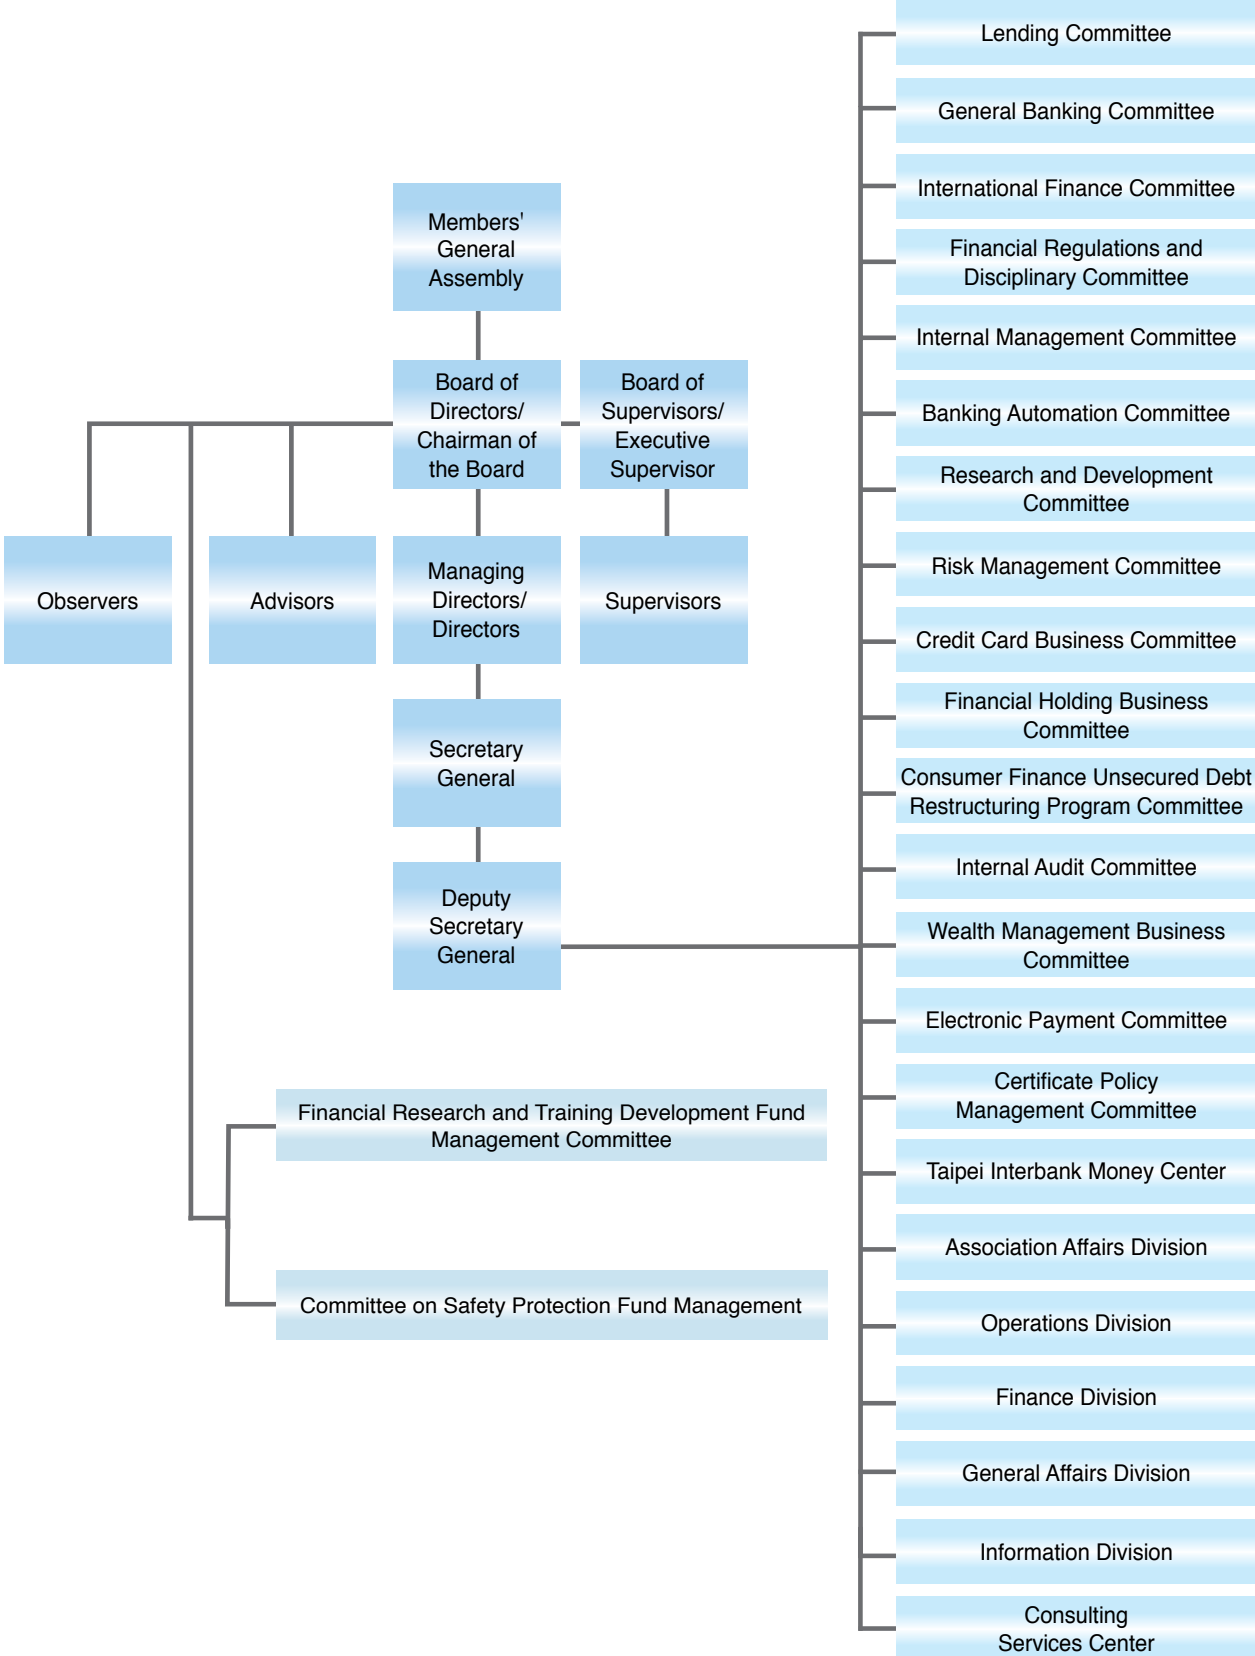 Members'
General
Assembly
Board of
Directors/
Chairman of
the Board
Board of
Supervisors/
Executive
Supervisor
Observers
Advisors
Managing
Directors/
Directors
Supervisors
Secretary
General
Deputy
Secretary
General
Financial Research and Training Development Fund
Management Committee
Committee on Safety Protection Fund Management
Lending Committee
General Banking Committee
International Finance Committee
Financial Regulations and
Disciplinary Committee
Internal Management Committee
Banking Automation Committee
Research and Development
Committee
Risk Management Committee
Credit Card Business Committee
Financial Holding Business
Committee
Consumer Finance Unsecured Debt
Restructuring Program Committee
Internal Audit Committee
Wealth Management Business
Committee
Electronic Payment Committee
Certificate Policy
Management Committee
Taipei Interbank Money Center
Association Affairs Division
Operations Division
Finance Division
General Affairs Division
Information Division
Consulting
Services Center